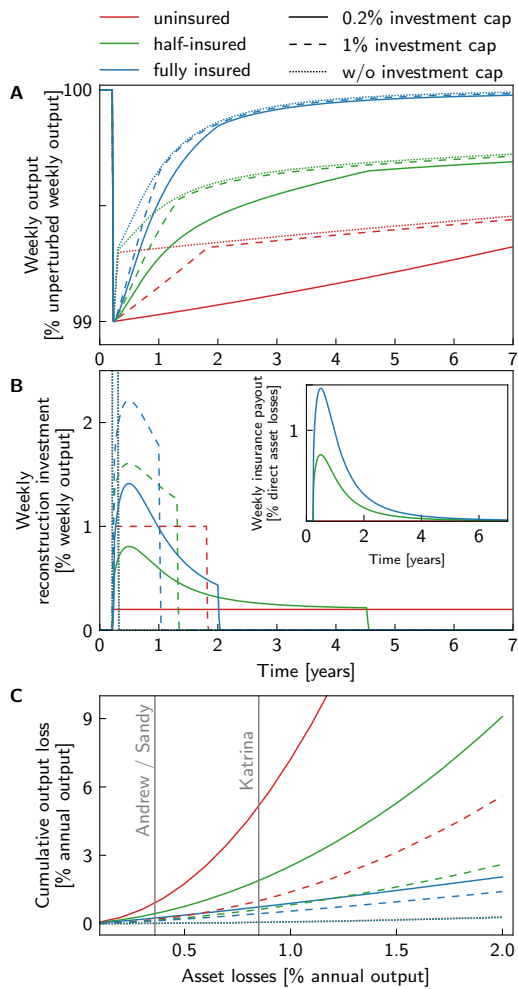 uninsured
half-insured
fully insured
0.2% investment cap
1% investment cap
w/o investment cap
A
Weekly output
[% unperturbed weekly output]
100
99
0 1 2 3 4 5 6 7
B
Weekly
reconstruction investment
[% weekly output]
2
1
0
0 1 2 3 4 5 6 7
Time [years]
Weekly insurance payout
[% direct asset losses]
1
0
0 2 4 6
Time [years]
C
Cumulative output loss
[% annual output]
9
6
3
0
Andrew / Sandy
Katrina
0.5 1.0 1.5 2.0
Asset losses [% annual output]